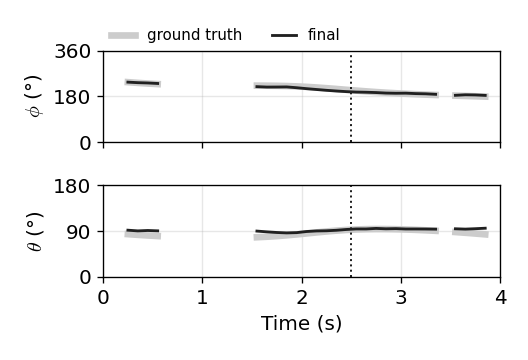 ground truth final
360
180
0
ϕ (°)
180
90
0
θ (°)
0 1 2 3 4
Time (s)